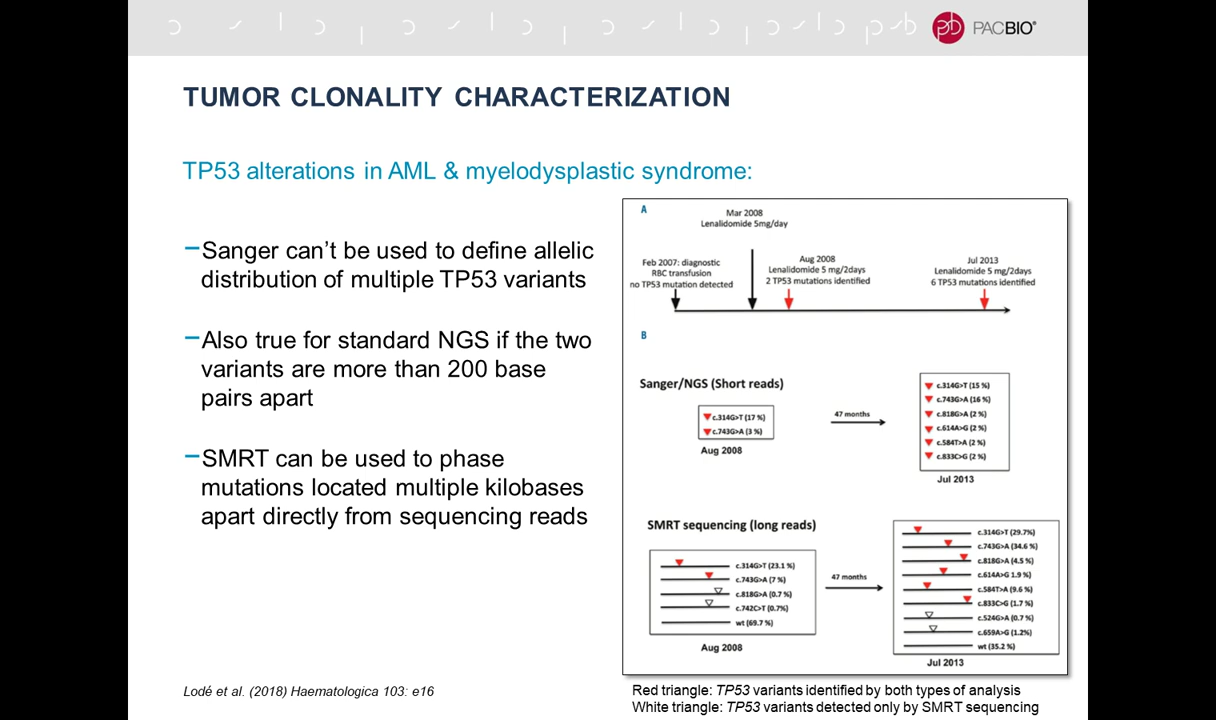 PACBIO®
TUMOR CLONALITY CHARACTERIZATION
TP53 alterations in AML & myelodysplastic syndrome:
–Sanger can't be used to define allelic
distribution of multiple TP53 variants
–Also true for standard NGS if the two
variants are more than 200 base
pairs apart
–SMRT can be used to phase
mutations located multiple kilobases
apart directly from sequencing reads
Lodé et al. (2018) Haematologica 103: e16
A
Mar 2008
Lenalidomide 5mg/day
Feb 2007: diagnostic
RBC transfusion
no TP53 mutation detected
Aug 2008
Lenalidomide 5 mg/2days
2 TP53 mutations identified
Jul 2013
Lenalidomide 5 mg/2days
6 TP53 mutations identified
B
Sanger/NGS (Short reads)
c.314G>T (17 %)
c.743G>A (3 %)
Aug 2008
47 months
c.314G>T (15 %)
c.743G>A (16 %)
c.818G>A (2 %)
c.614A>G (2 %)
c.584T>A (2 %)
c.833C>G (2 %)
Jul 2013
SMRT sequencing (long reads)
c.314G>T (23.1 %)
c.743G>A (7 %)
c.818G>A (0.7 %)
c.742C>T (0.7%)
wt (69.7 %)
Aug 2008
47 months
c.314G>T (29.7%)
c.743G>A (34.6 %)
c.818G>A (4.5 %)
c.614A>G 1.9 %)
c.584T>A (9.6 %)
c.833C>G (1.7 %)
c.524G>A (0.7 %)
c.659A>G (1.2%)
wt (35.2 %)
Jul 2013
Red triangle: TP53 variants identified by both types of analysis
White triangle: TP53 variants detected only by SMRT sequencing